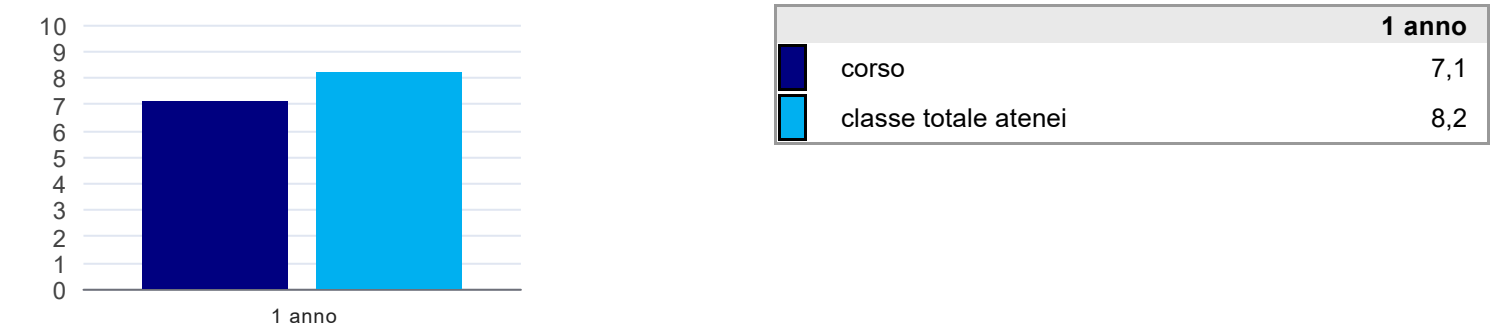 10
9
8
7
6
5
4
3
2
1
0
1 anno
1 anno
corso 7,1
classe totale atenei 8,2